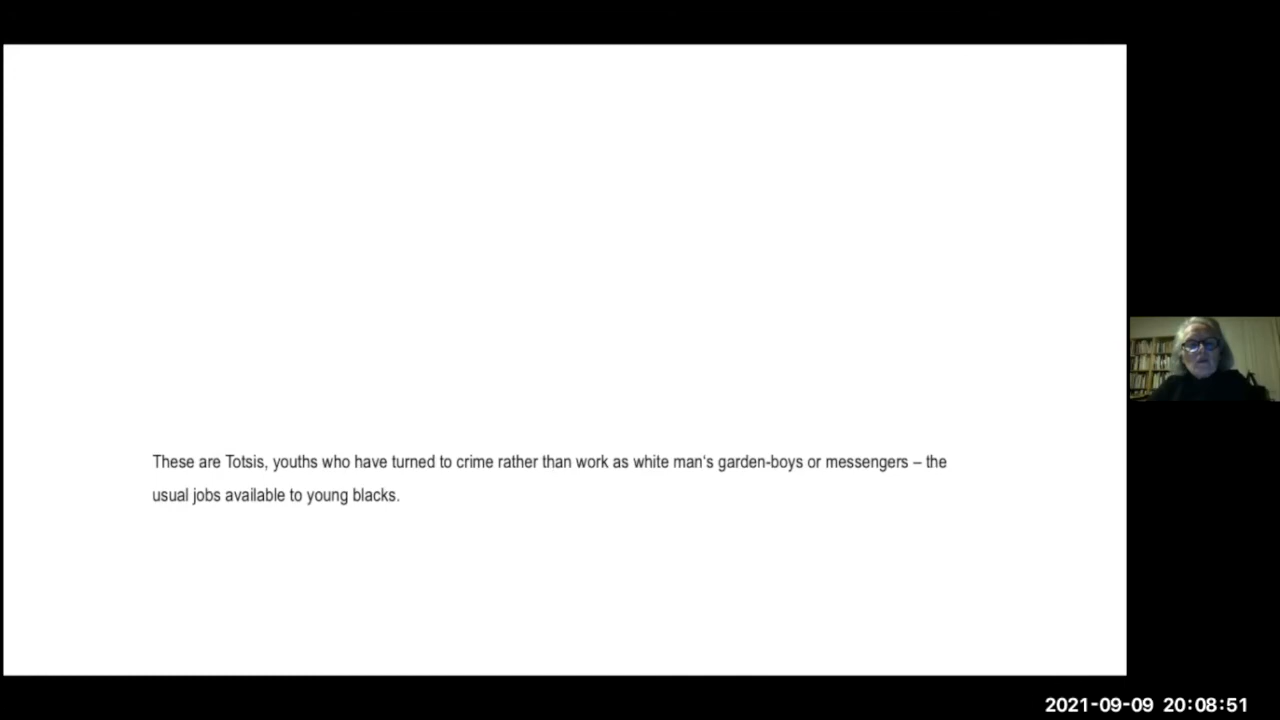 These are Totsis, youths who have turned to crime rather than work as white man‘s garden-boys or messengers – the
usual jobs available to young blacks.
2021-09-09 20:08:51